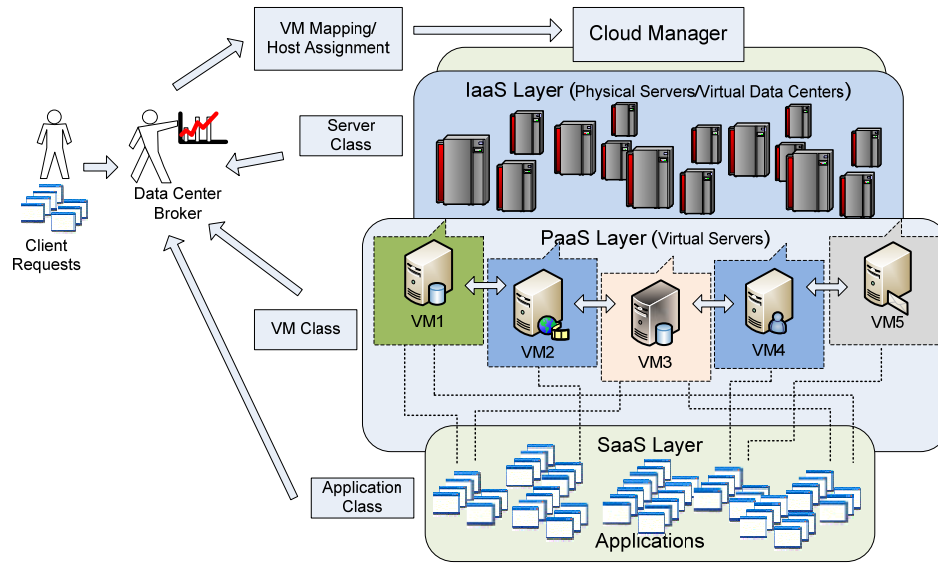 VM Mapping/
Host Assignment
Cloud Manager
IaaS Layer (Physical Servers/Virtual Data Centers)
Server
Class
Data Center
Broker
Client
Requests
PaaS Layer (Virtual Servers)
VM1
VM2
VM3
VM4
VM5
VM Class
SaaS Layer
Application
Class
Applications